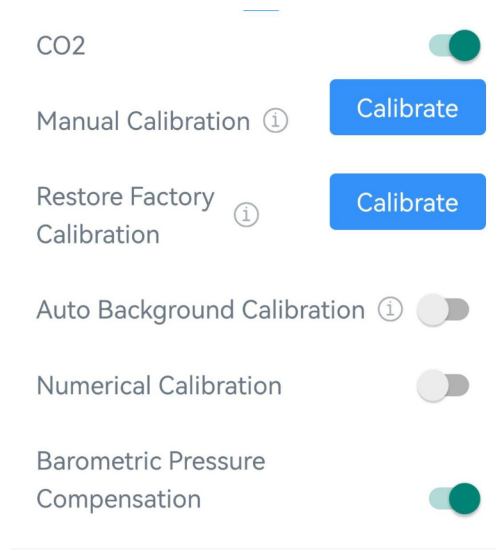 CO2
Manual Calibration
Calibrate
Restore Factory
Calibration
Calibrate
Auto Background Calibration
Numerical Calibration
Barometric Pressure
Compensation